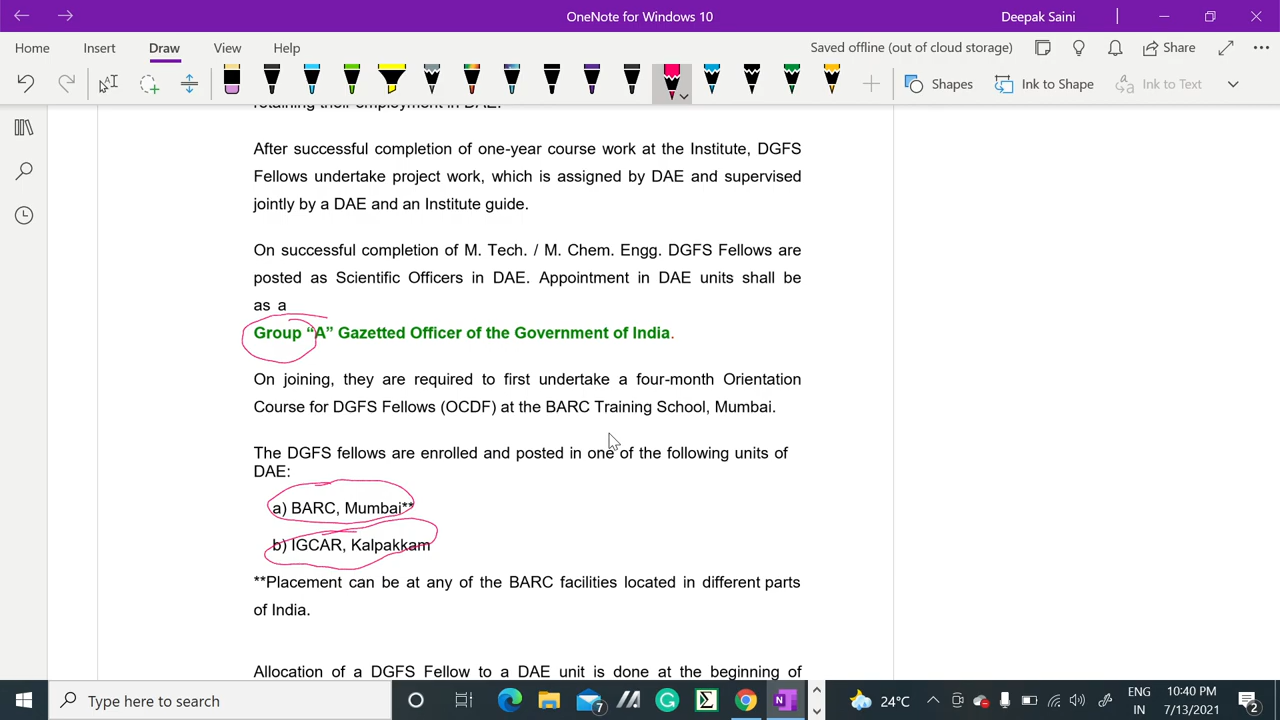 OneNote for Windows 10
Deepak Saini
Home Insert Draw View Help
Saved offline (out of cloud storage)
Share
Shapes
Ink to Shape
Ink to Text
retaining their employment in DAE.
After successful completion of one-year course work at the Institute, DGFS
Fellows undertake project work, which is assigned by DAE and supervised
jointly by a DAE and an Institute guide.
On successful completion of M. Tech. / M. Chem. Engg. DGFS Fellows are
posted as Scientific Officers in DAE. Appointment in DAE units shall be
as a
Group “A” Gazetted Officer of the Government of India.
On joining, they are required to first undertake a four-month Orientation
Course for DGFS Fellows (OCDF) at the BARC Training School, Mumbai.
The DGFS fellows are enrolled and posted in one of the following units of
DAE:
a) BARC, Mumbai**
b) IGCAR, Kalpakkam
**Placement can be at any of the BARC facilities located in different parts
of India.
Allocation of a DGFS Fellow to a DAE unit is done at the beginning of
Type here to search
7
24°C
ENG
IN
10:40 PM
7/13/2021
2